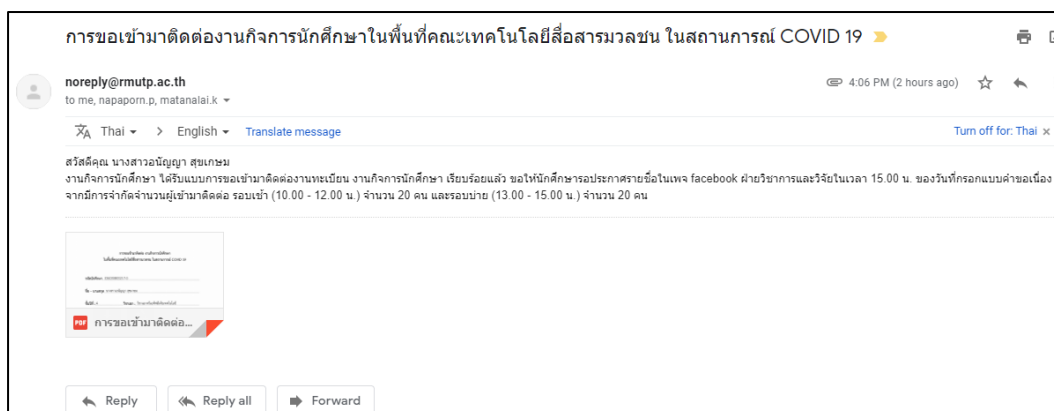 การขอเข้ามาติดต่องานกิจการนักศึกษาในพื้นที่คณะเทคโนโลยีสื่อสารมวลชน ในสถานการณ์ COVID 19
noreply@rmutp.ac.th
4:06 PM (2 hours ago)
to me, napaporn.p, matanalai.k
Thai > English Translate message
Turn off for: Thai ×
สวัสดีคุณ นางสาวอนัญญา สุขเกษม
งานกิจการนักศึกษา ได้รับแบบการขอเข้ามาติดต่องานทะเบียน งานกิจการนักศึกษา เรียบร้อยแล้ว ขอให้นักศึกษารอประกาศรายชื่อในเพจ facebook ฝ่ายวิชาการและวิจัยในเวลา 15.00 น. ของวันที่กรอกแบบคำขอเนื่อง
จากมีการจำกัดจำนวนผู้เข้ามาติดต่อ รอบเช้า (10.00 - 12.00 น.) จำนวน 20 คน และรอบบ่าย (13.00 - 15.00 น.) จำนวน 20 คน
PDF การขอเข้ามาติดต่อ...
Reply Reply all Forward